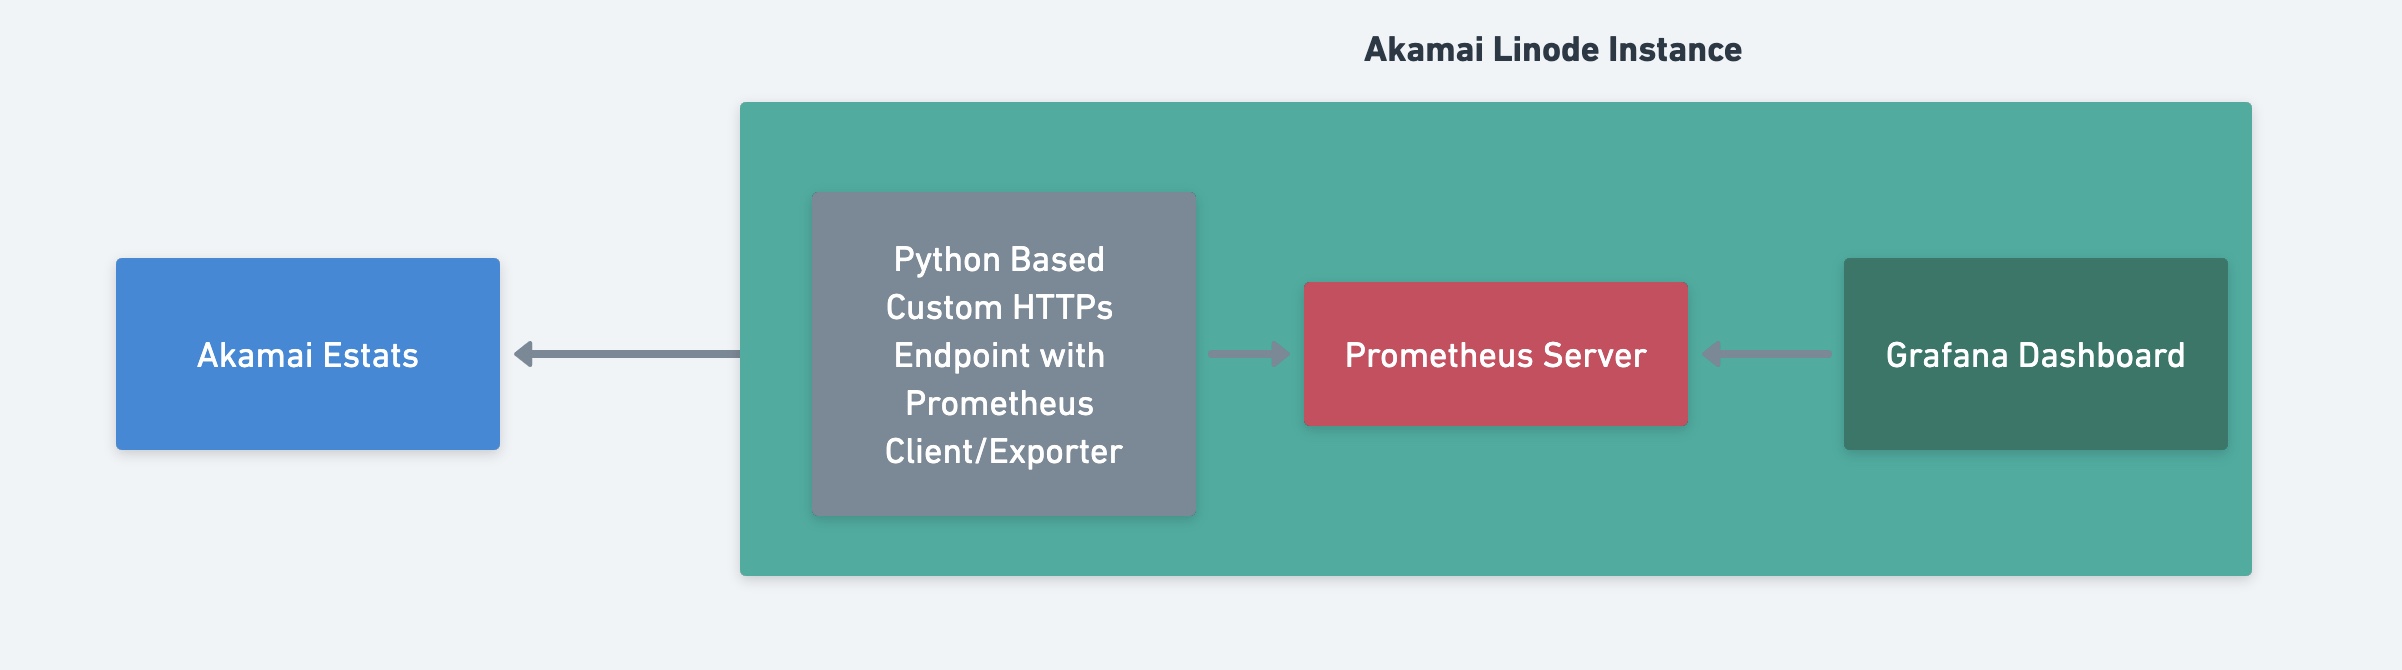 Akamai Linode Instance
Akamai Estats
Python Based
Custom HTTPs
Endpoint with
Prometheus
Client/Exporter
Prometheus Server
Grafana Dashboard